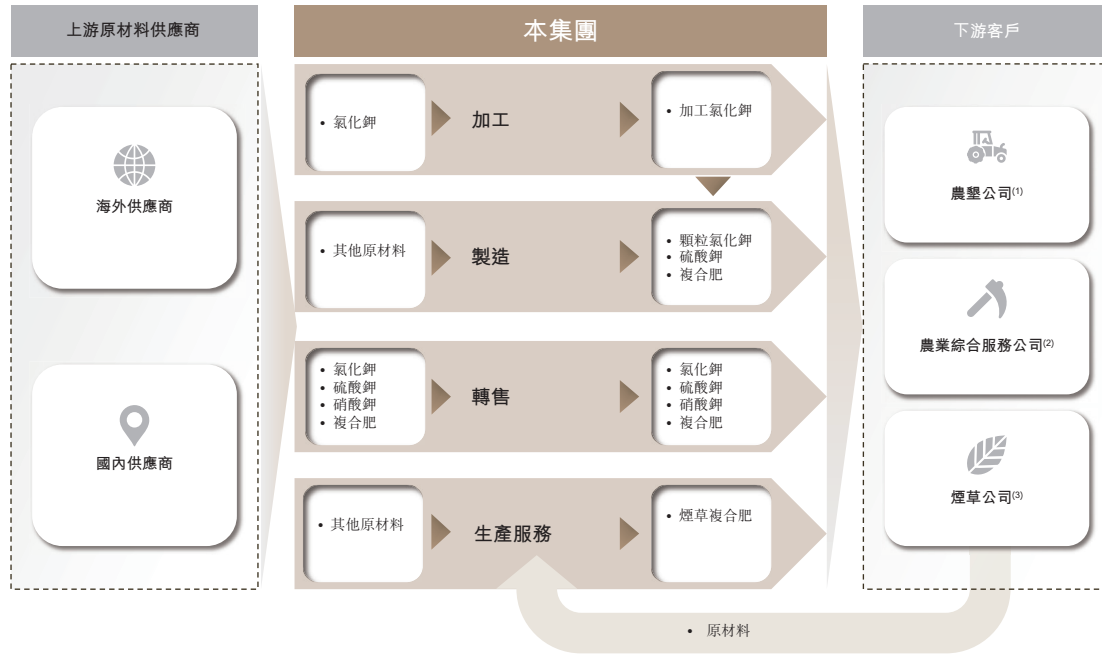 上游原材料供應商
本集團
下游客戶
海外供應商
國內供應商
• 氯化鉀
加工
• 加工氯化鉀
• 其他原材料
製造
• 顆粒氯化鉀
• 硫酸鉀
• 複合肥
• 氯化鉀
• 硫酸鉀
• 硝酸鉀
• 複合肥
轉售
• 氯化鉀
• 硫酸鉀
• 硝酸鉀
• 複合肥
• 其他原材料
生產服務
• 煙草複合肥
農墾公司(1)
農業綜合服務公司(2)
煙草公司(3)
• 原材料